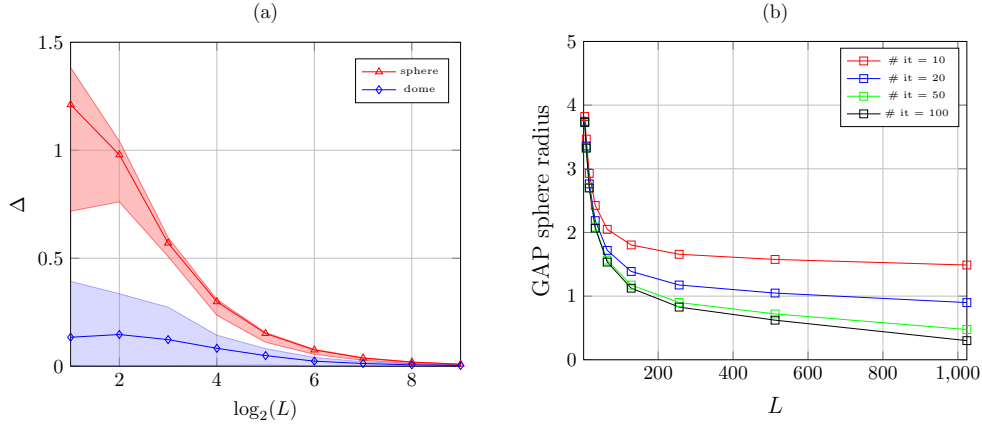 (a)
1.5
1
0.5
0
2
4
6
8
Δ
log₂(L)
sphere
dome
(b)
5
4
3
2
1
0
200
400
600
800
1,000
GAP sphere radius
L
# it = 10
# it = 20
# it = 50
# it = 100